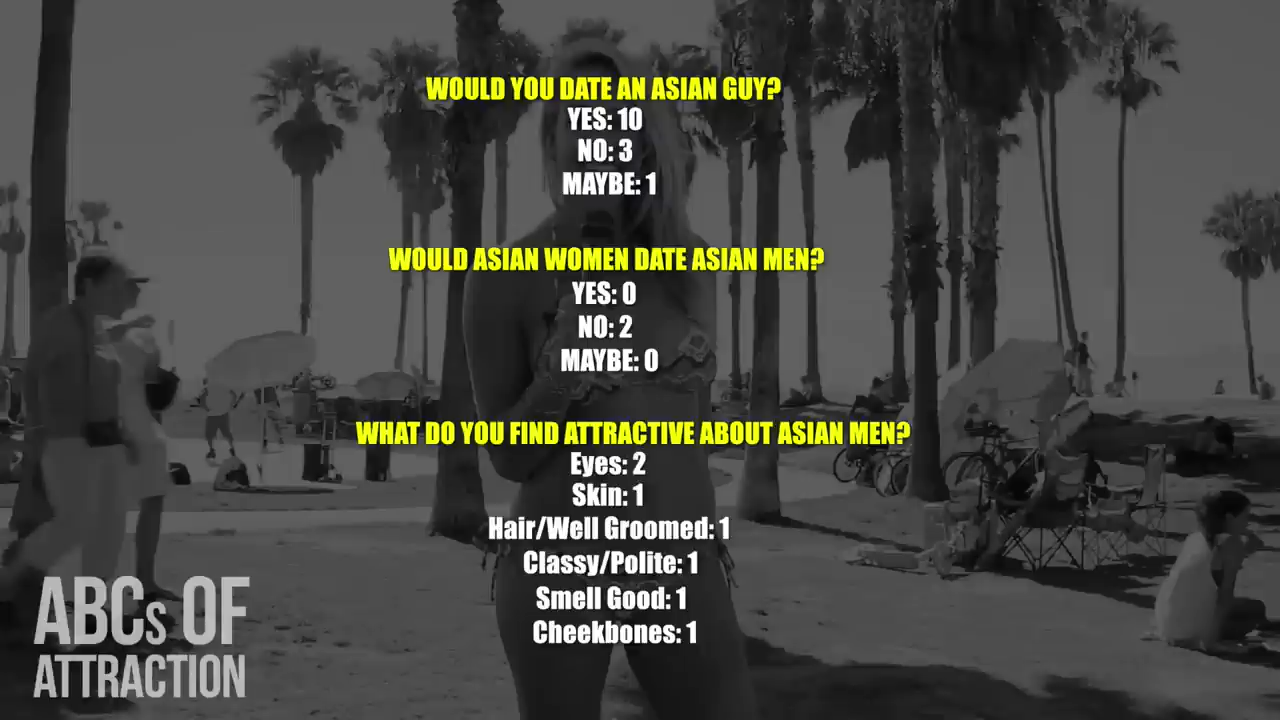 WOULD YOU DATE AN ASIAN GUY?
YES: 10
NO: 3
MAYBE: 1
WOULD ASIAN WOMEN DATE ASIAN MEN?
YES: 0
NO: 2
MAYBE: 0
WHAT DO YOU FIND ATTRACTIVE ABOUT ASIAN MEN?
Eyes: 2
Skin: 1
Hair/Well Groomed: 1
Classy/Polite: 1
Smell Good: 1
Cheekbones: 1
ABCs OF
ATTRACTION